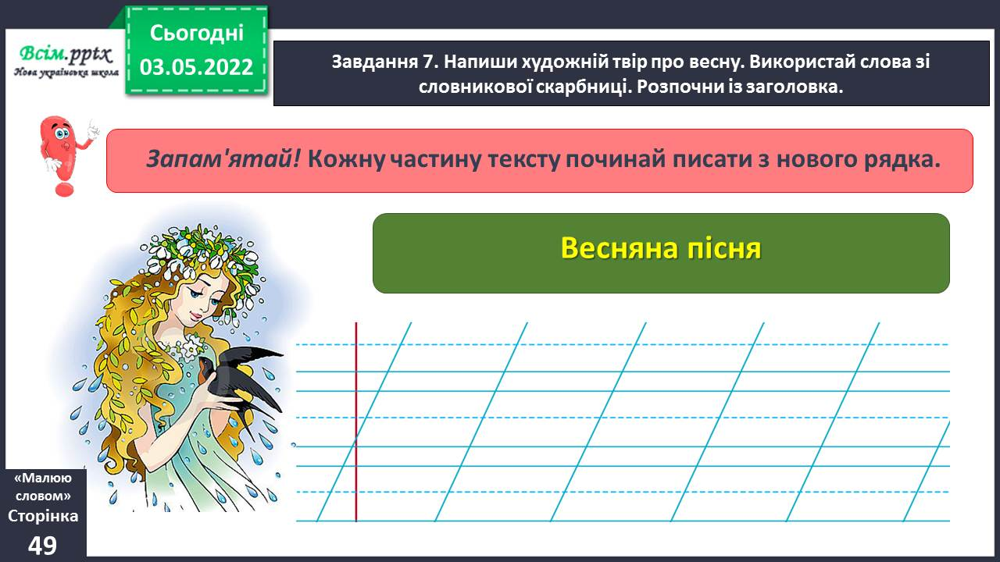 Сьогодні
03.05.2022
Всім.pptx
Нова українська школа
Завдання 7. Напиши художній твір про весну. Використай слова зі
словникової скарбниці. Розпочни із заголовка.
Запам'ятай! Кожну частину тексту починай писати з нового рядка.
Весняна пісня
«Малюю
словом»
Сторінка
49